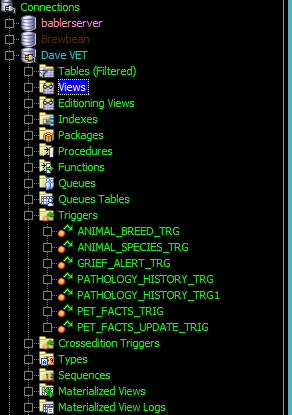 Connections
bablerserver
Brewbean
Dave VET
Tables (Filtered)
Views
Editioning Views
Indexes
Packages
Procedures
Functions
Queues
Queues Tables
Triggers
ANIMAL_BREED_TRG
ANIMAL_SPECIES_TRG
GRIEF_ALERT_TRG
PATHOLOGY_HISTORY_TRG
PATHOLOGY_HISTORY_TRG1
PET_FACTS_TRIG
PET_FACTS_UPDATE_TRIG
Crossedition Triggers
Types
Sequences
Materialized Views
Materialized View Logs